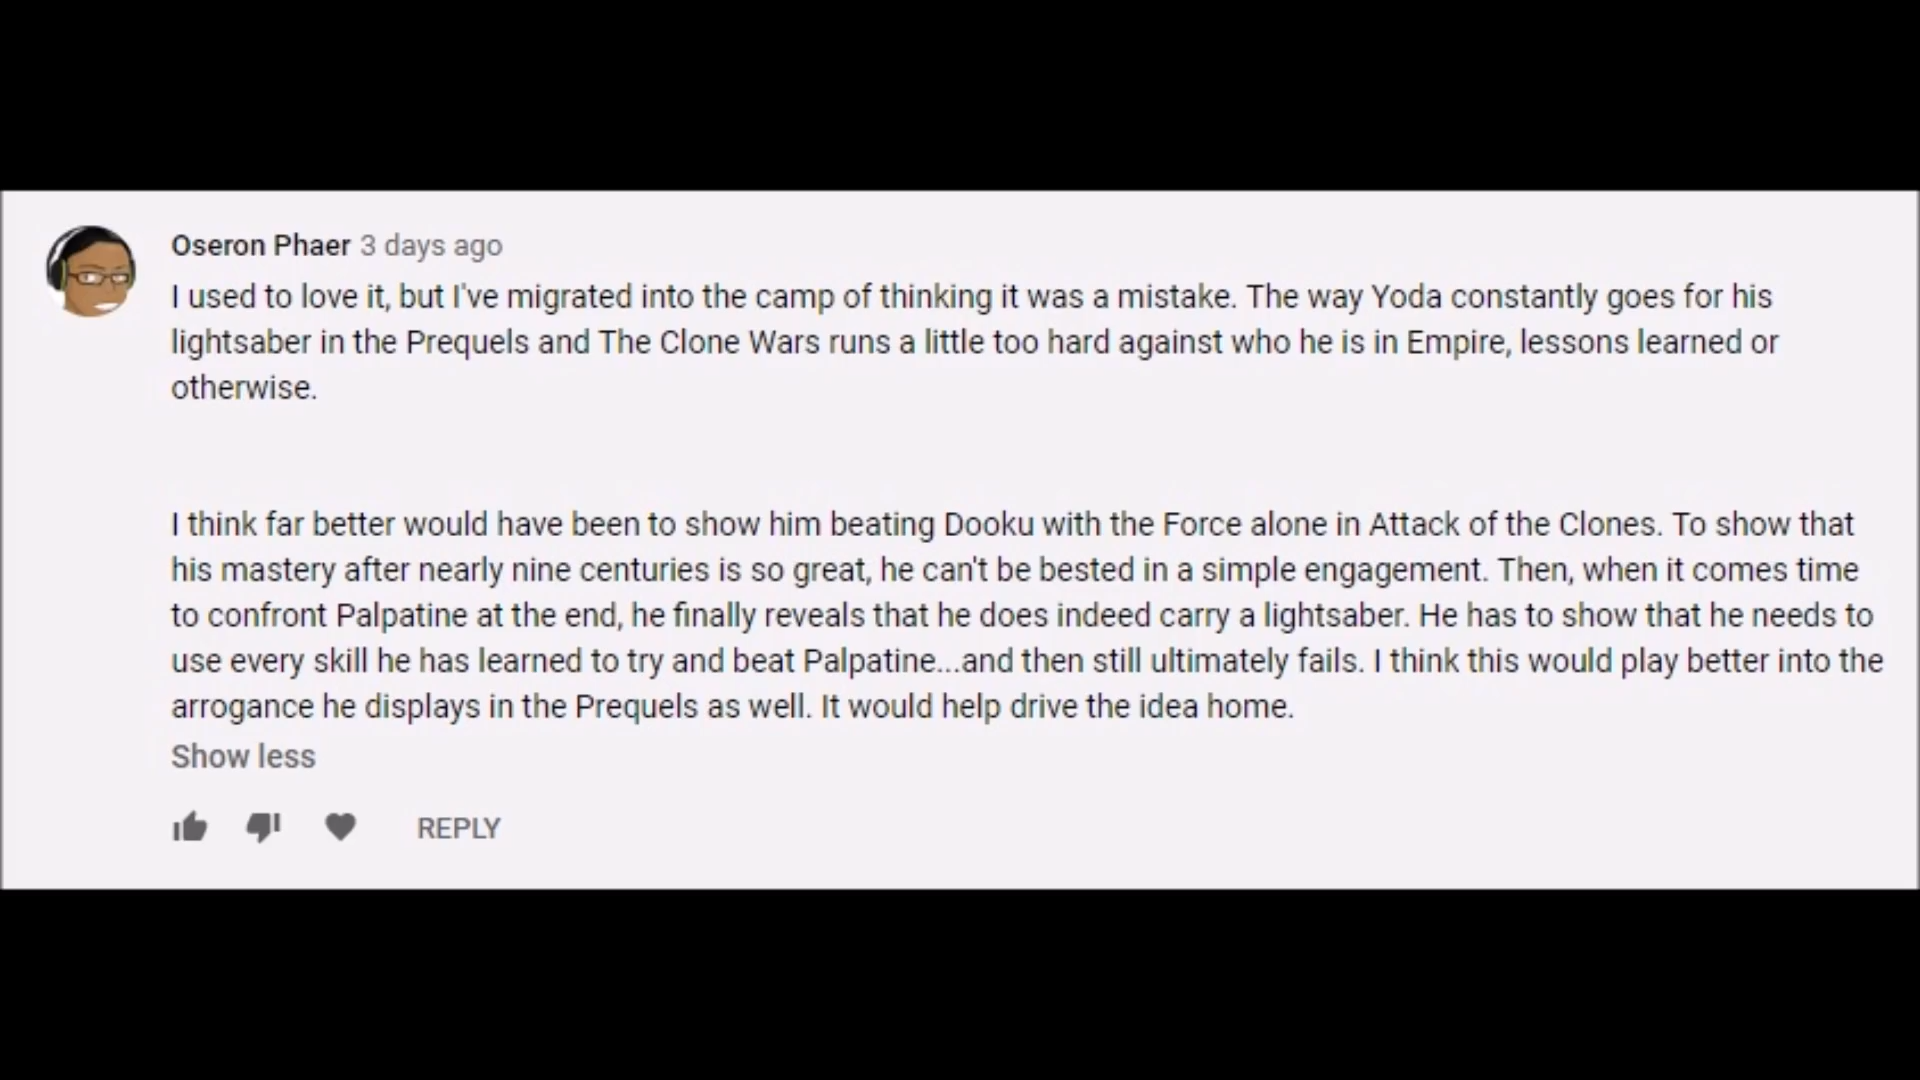 Oseron Phaer 3 days ago
I used to love it, but I've migrated into the camp of thinking it was a mistake. The way Yoda constantly goes for his
lightsaber in the Prequels and The Clone Wars runs a little too hard against who he is in Empire, lessons learned or
otherwise.
I think far better would have been to show him beating Dooku with the Force alone in Attack of the Clones. To show that
his mastery after nearly nine centuries is so great, he can't be bested in a simple engagement. Then, when it comes time
to confront Palpatine at the end, he finally reveals that he does indeed carry a lightsaber. He has to show that he needs to
use every skill he has learned to try and beat Palpatine...and then still ultimately fails. I think this would play better into the
arrogance he displays in the Prequels as well. It would help drive the idea home.
Show less
REPLY